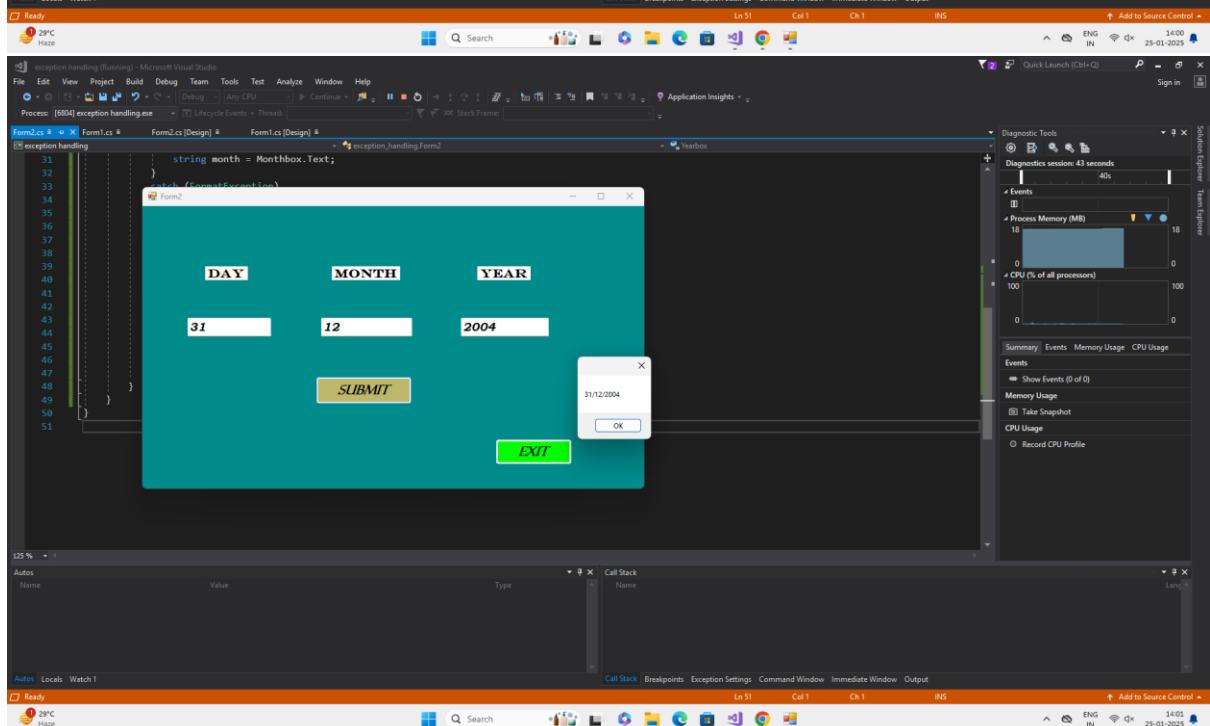 Ready Ln 51 Col 1 Ch 1 INS Add to Source Control
29°C
Haze
Search
ENG
IN
14:00
25-01-2025
exception handling (Running) - Microsoft Visual Studio
Quick Launch (Ctrl+Q)
File Edit View Project Build Debug Team Tools Test Analyze Window Help Sign in
Debug Any CPU Continue Application Insights
Process: [6804] exception handling.exe Lifecycle Events Thread: Stack Frame:
Form2.cs Form1.cs Form2.cs [Design] Form1.cs [Design]
exception handling exception_handling.Form2 Yearbox
31 string month = Monthbox.Text;
32 }
33 catch (FormatException)
34
35
36
37
38
39
40
41
42
43
44
45
46
47
48 }
49 }
50 }
51
125 %
Form2
DAY MONTH YEAR
31 12 2004
SUBMIT
EXIT
31/12/2004
OK
Diagnostic Tools
Diagnostics session: 43 seconds
40s
Events
Process Memory (MB)
18 18
0 0
CPU (% of all processors)
100 100
0 0
Summary Events Memory Usage CPU Usage
Events
Show Events (0 of 0)
Memory Usage
Take Snapshot
CPU Usage
Record CPU Profile
Solution Explorer
Team Explorer
Autos
Name Value Type
Call Stack
Name
Autos Locals Watch 1
Call Stack Breakpoints Exception Settings Command Window Immediate Window Output
Ready Ln 51 Col 1 Ch 1 INS Add to Source Control
29°C
Haze
Search
ENG
IN
14:01
25-01-2025